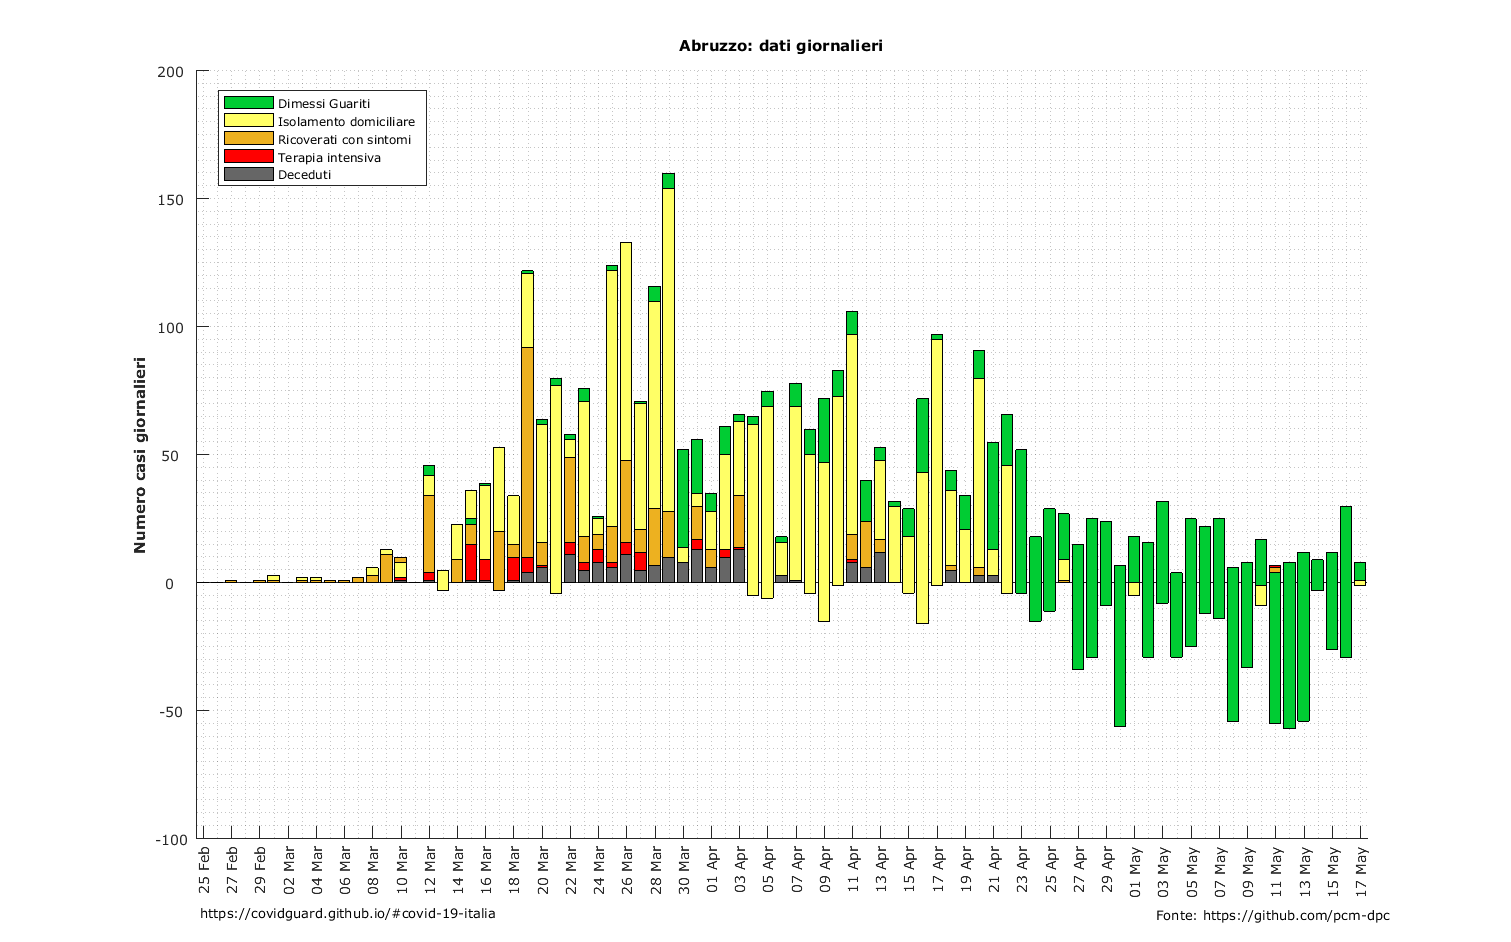 Abruzzo: dati giornalieri
200
150
100
50
0
-50
-100
Numero casi giornalieri
Dimessi Guariti
Isolamento domiciliare
Ricoverati con sintomi
Terapia intensiva
Deceduti
25 Feb
27 Feb
29 Feb
02 Mar
04 Mar
06 Mar
08 Mar
10 Mar
12 Mar
14 Mar
16 Mar
18 Mar
20 Mar
22 Mar
24 Mar
26 Mar
28 Mar
30 Mar
01 Apr
03 Apr
05 Apr
07 Apr
09 Apr
11 Apr
13 Apr
15 Apr
17 Apr
19 Apr
21 Apr
23 Apr
25 Apr
27 Apr
29 Apr
01 May
03 May
05 May
07 May
09 May
11 May
13 May
15 May
17 May
https://covidguard.github.io/#covid-19-italia
Fonte: https://github.com/pcm-dpc